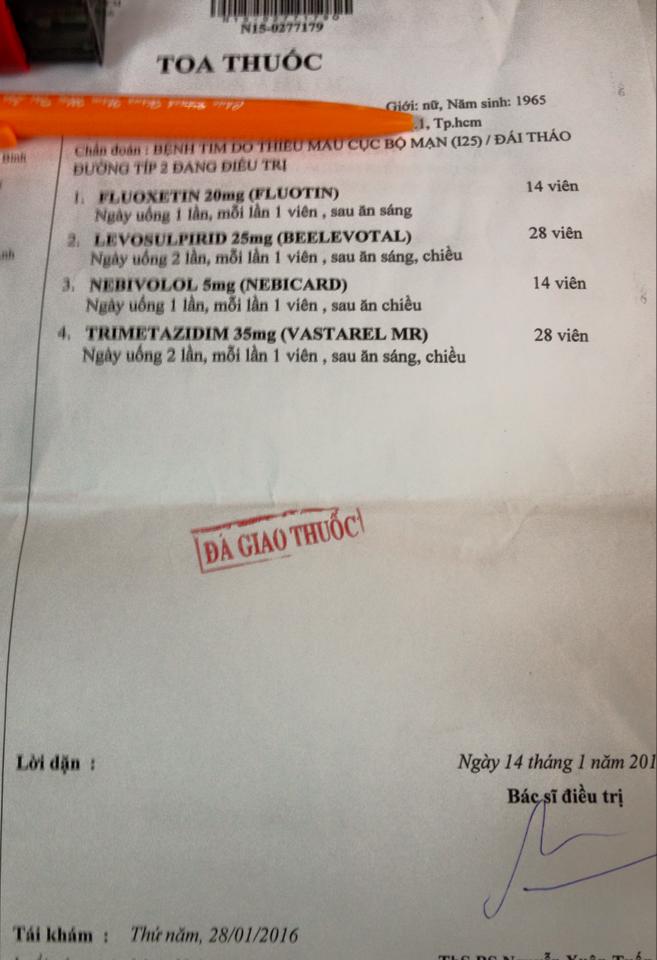 N15-0277179
TOA THUỐC
Giới: nữ, Năm sinh: 1965
.1, Tp.hcm
Chẩn đoán : BỆNH TIM DO THIẾU MÁU CỤC BỘ MẠN (I25) / ĐÁI THÁO
ĐƯỜNG TÍP 2 ĐANG ĐIỀU TRỊ
1. FLUOXETIN 20mg (FLUOTIN) 14 viên
Ngày uống 1 lần, mỗi lần 1 viên , sau ăn sáng
2. LEVOSULPIRID 25mg (BEELEVOTAL) 28 viên
Ngày uống 2 lần, mỗi lần 1 viên , sau ăn sáng, chiều
3. NEBIVOLOL 5mg (NEBICARD) 14 viên
Ngày uống 1 lần, mỗi lần 1 viên , sau ăn chiều
4. TRIMETAZIDIM 35mg (VASTAREL MR) 28 viên
Ngày uống 2 lần, mỗi lần 1 viên , sau ăn sáng, chiều
ĐÃ GIAO THUỐC
Lời dặn : Ngày 14 tháng 1 năm 201
Bác sĩ điều trị
Tái khám : Thứ năm, 28/01/2016